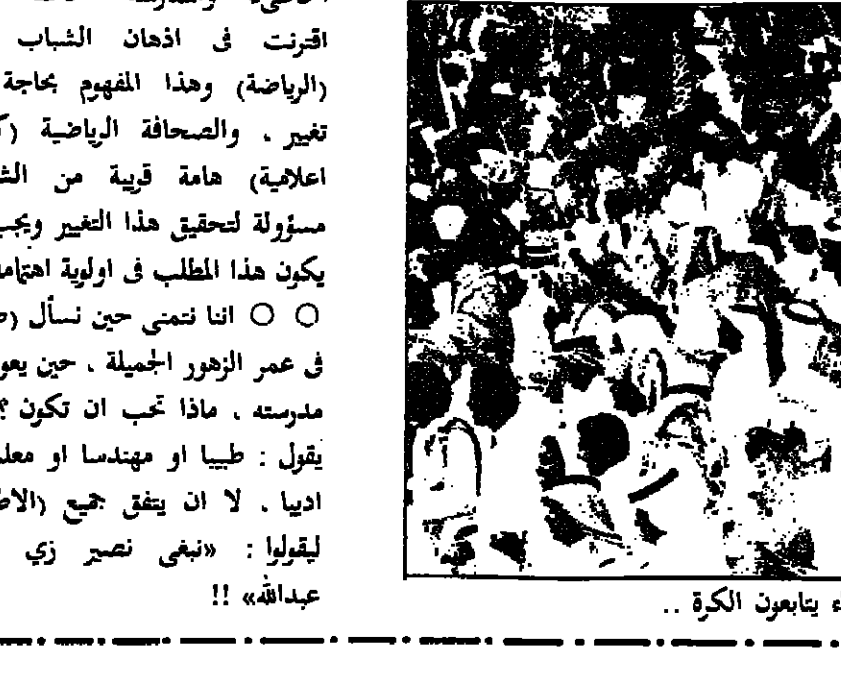 اقترنت فى اذهان الشباب
(الرياضة) وهذا المفهوم بحاجة
تغيير . والصحافة الرياضية
اعلامية) هامة قريبة من
مسؤولة لتحقيق هذا التغيير ويجب
يكون هذا المطلب فى اولوية
○ ○ اننا نتمنى حين نسأل
فى عمر الزهور الجميلة . حين
مدرسته . ماذا تحب ان تكون ؟
يقول : طبيبا او مهندسا او
اديبا . لا ان يتفق جميع
ليقولوا : «نبغى نصير زي
عبدالله» !!
يتابعون الكرة ..